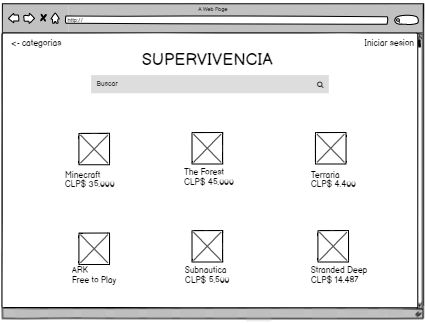 A Web Page
http://
<- categorias
Iniciar sesion
SUPERVIVENCIA
Buscar
Minecraft
CLP$ 35,000
The Forest
CLP$ 45,000
Terraria
CLP$ 4.400
ARK
Free to Play
Subnautica
CLP$ 5,500
Stranded Deep
CLP$ 14.487